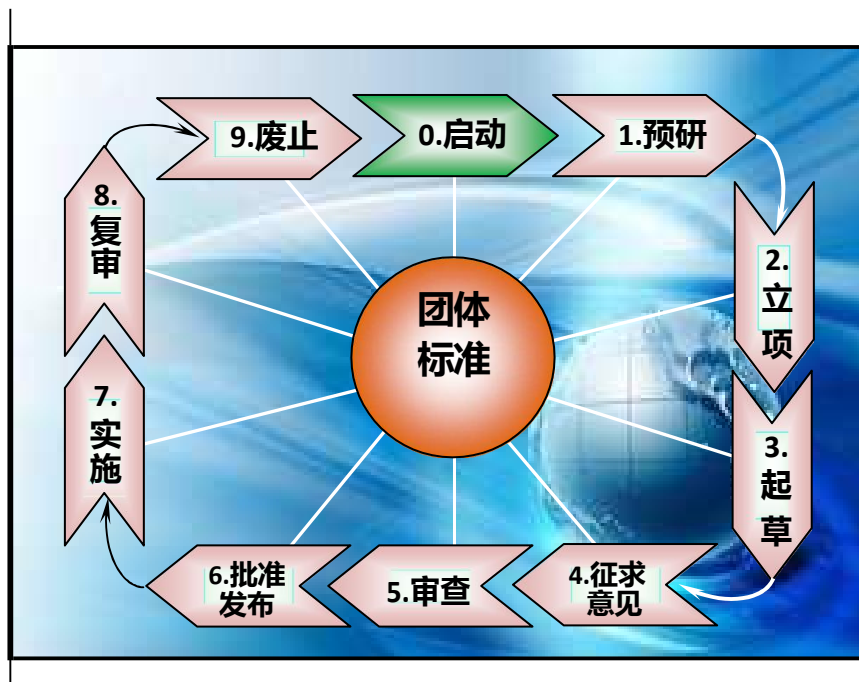 9.废止
0.启动
1.预研
2.
立
项
3.
起
草
4.征求
意见
5.审查
6.批准
发布
7.
实
施
8.
复
审
团体
标准